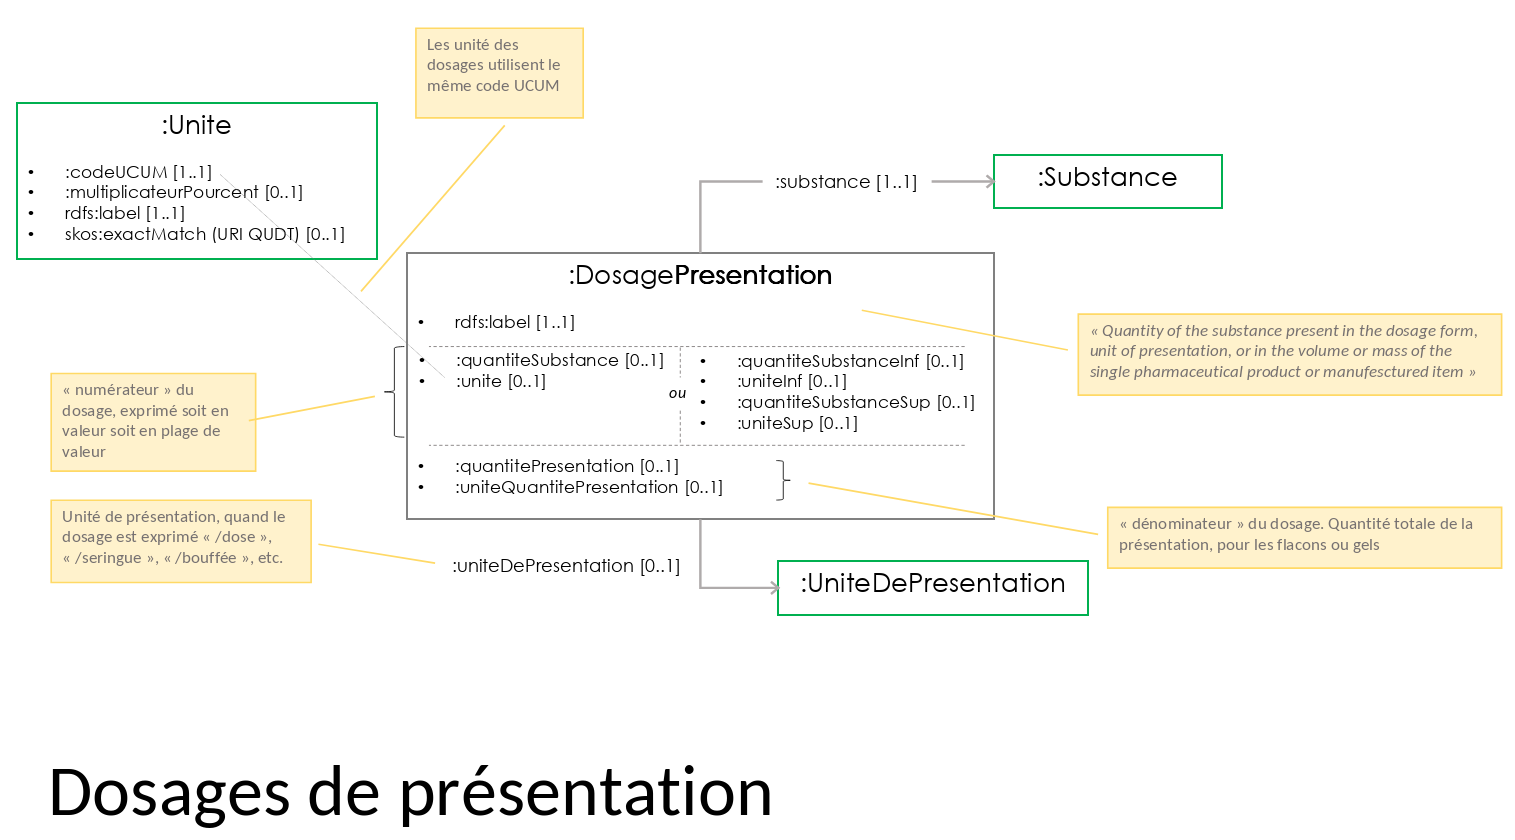 Les unité des
dosages utilisent le
même code UCUM
:Unite
• :codeUCUM [1..1]
• :multiplicateurPourcent [0..1]
• rdfs:label [1..1]
• skos:exactMatch (URI QUDT) [0..1]
:substance [1..1]
:Substance
:DosagePresentation
• rdfs:label [1..1]
• :quantiteSubstance [0..1]
• :unite [0..1]
ou
• :quantiteSubstanceInf [0..1]
• :uniteInf [0..1]
• :quantiteSubstanceSup [0..1]
• :uniteSup [0..1]
• :quantitePresentation [0..1]
• :uniteQuantitePresentation [0..1]
« Quantity of the substance present in the dosage form,
unit of presentation, or in the volume or mass of the
single pharmaceutical product or manufesctured item »
« numérateur » du
dosage, exprimé soit en
valeur soit en plage de
valeur
Unité de présentation, quand le
dosage est exprimé « /dose »,
« /seringue », « /bouffée », etc.
« dénominateur » du dosage. Quantité totale de la
présentation, pour les flacons ou gels
:uniteDePresentation [0..1]
:UniteDePresentation
Dosages de présentation